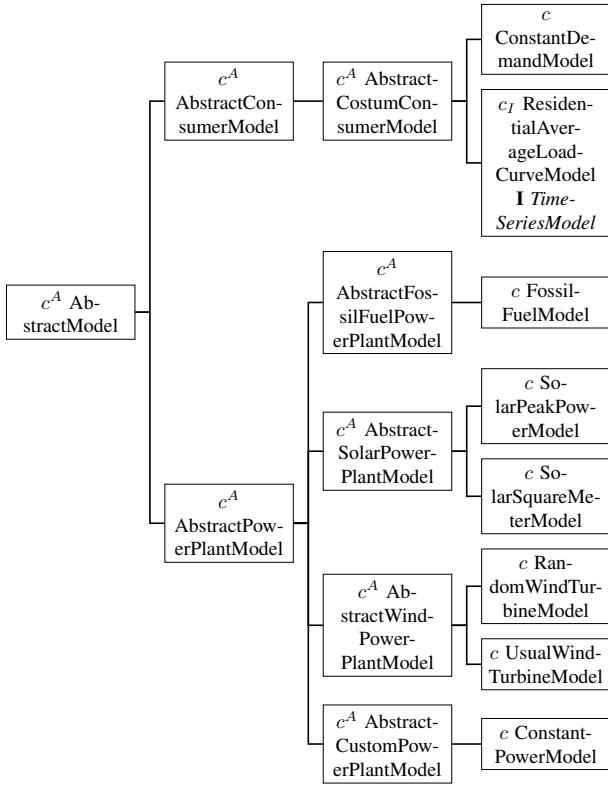 c
ConstantDe-
mandModel
c^A
AbstractCon-
sumerModel
c^A Abstract-
CostumCon-
sumerModel
c_I Residen-
tialAver-
ageLoad-
CurveModel
I Time-
SeriesModel
c^A Ab-
stractModel
c^A
AbstractFos-
silFuelPow-
erPlantModel
c Fossil-
FuelModel
c^A Abstract-
SolarPower-
PlantModel
c So-
larPeakPow-
erModel
c So-
larSquareMe-
terModel
c^A
AbstractPow-
erPlantModel
c^A Ab-
stractWind-
Power-
PlantModel
c Ran-
domWindTur-
bineModel
c UsualWind-
TurbineModel
c^A Abstract-
CustomPow-
erPlantModel
c Constant-
PowerModel